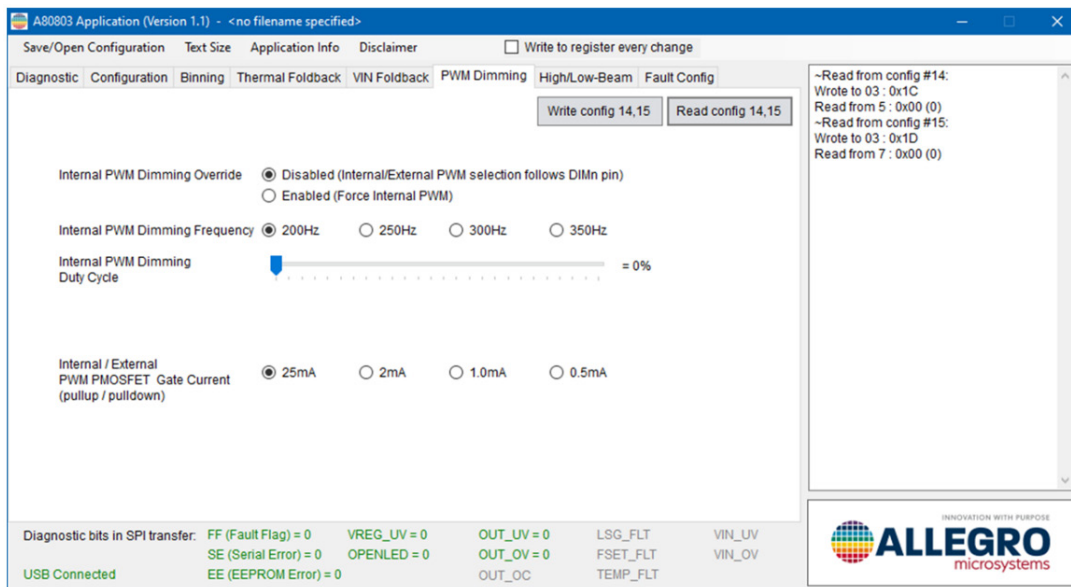 A80803 Application (Version 1.1) - <no filename specified>
Save/Open Configuration Text Size Application Info Disclaimer Write to register every change
Diagnostic Configuration Binning Thermal Foldback VIN Foldback PWM Dimming High/Low-Beam Fault Config
Write config 14,15 Read config 14,15
Internal PWM Dimming Override Disabled (Internal/External PWM selection follows DIMn pin)
Enabled (Force Internal PWM)
Internal PWM Dimming Frequency 200Hz 250Hz 300Hz 350Hz
Internal PWM Dimming
Duty Cycle
= 0%
Internal / External
PWM PMOSFET Gate Current
(pullup / pulldown)
25mA 2mA 1.0mA 0.5mA
~Read from config #14:
Wrote to 03 : 0x1C
Read from 5 : 0x00 (0)
~Read from config #15:
Wrote to 03 : 0x1D
Read from 7 : 0x00 (0)
Diagnostic bits in SPI transfer: FF (Fault Flag) = 0 VREG_UV = 0 OUT_UV = 0 LSG_FLT VIN_UV
SE (Serial Error) = 0 OPENLED = 0 OUT_OV = 0 FSET_FLT VIN_OV
USB Connected EE (EEPROM Error) = 0 OUT_OC TEMP_FLT
INNOVATION WITH PURPOSE
ALLEGRO
microsystems